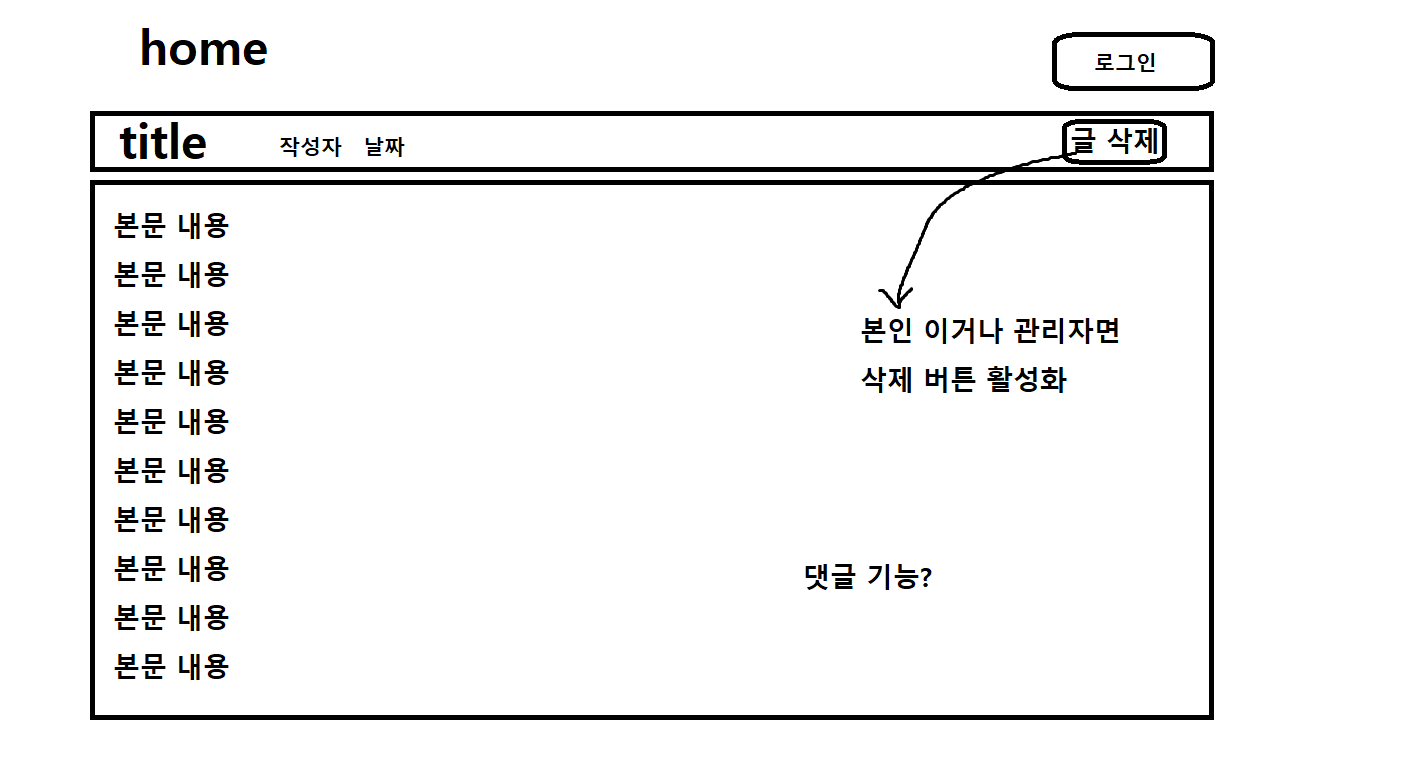 home
로그인
title 작성자 날짜 글 삭제
본문 내용
본문 내용
본문 내용
본문 내용
본문 내용
본문 내용
본문 내용
본문 내용
본문 내용
본문 내용
본인 이거나 관리자면
삭제 버튼 활성화
댓글 기능?